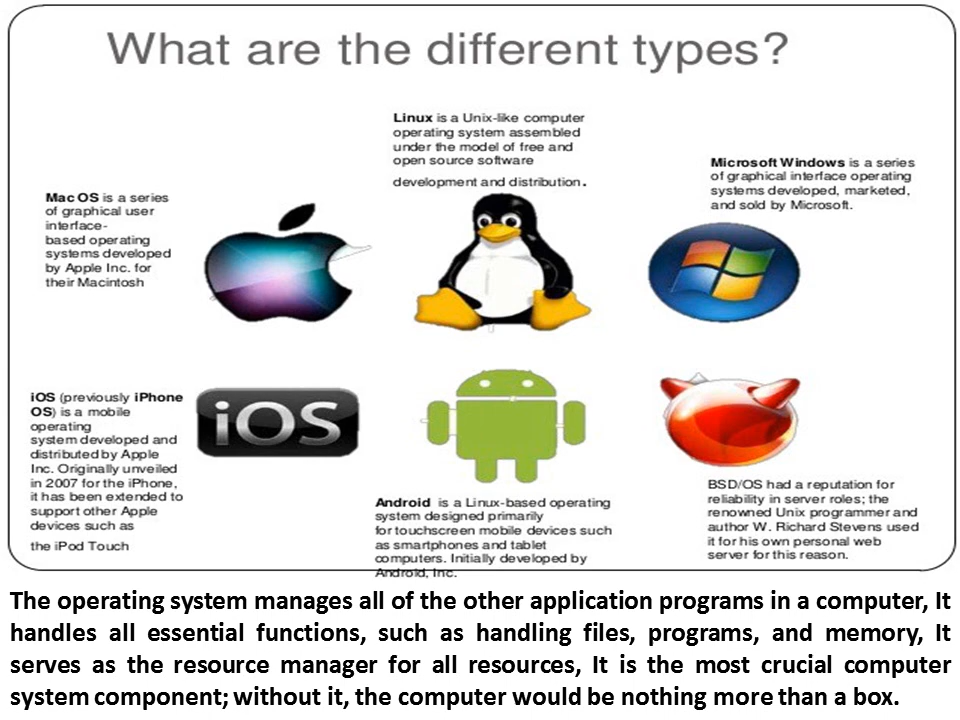 What are the different types?
Linux is a Unix-like computer
operating system assembled
under the model of free and
open source software
development and distribution.
Microsoft Windows is a series
of graphical interface operating
systems developed, marketed,
and sold by Microsoft.
Mac OS is a series
of graphical user
interface-
based operating
systems developed
by Apple Inc. for
their Macintosh
iOS (previously iPhone
OS) is a mobile
operating
system developed and
distributed by Apple
Inc. Originally unveiled
in 2007 for the iPhone,
it has been extended to
support other Apple
devices such as
the iPod Touch
iOS
Android is a Linux-based operating
system designed primarily
for touchscreen mobile devices such
as smartphones and tablet
computers. Initially developed by
Android, Inc.
BSD/OS had a reputation for
reliability in server roles; the
renowned Unix programmer and
author W. Richard Stevens used
it for his own personal web
server for this reason.
The operating system manages all of the other application programs in a computer, It
handles all essential functions, such as handling files, programs, and memory, It
serves as the resource manager for all resources, It is the most crucial computer
system component; without it, the computer would be nothing more than a box.